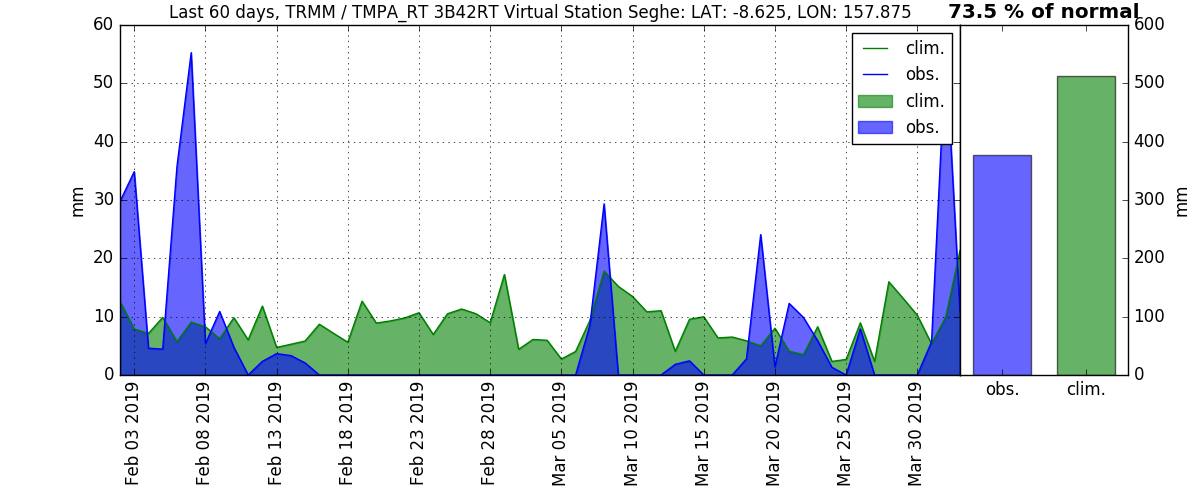 Last 60 days, TRMM / TMPA_RT 3B42RT Virtual Station Seghe: LAT: -8.625, LON: 157.875
73.5 % of normal
60
50
40
30
20
10
0
mm
clim.
obs.
clim.
obs.
600
500
400
300
200
100
0
mm
Feb 03 2019
Feb 08 2019
Feb 13 2019
Feb 18 2019
Feb 23 2019
Feb 28 2019
Mar 05 2019
Mar 10 2019
Mar 15 2019
Mar 20 2019
Mar 25 2019
Mar 30 2019
obs.
clim.